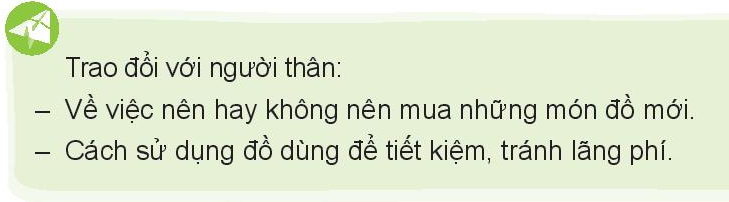 Trao đổi với người thân:
– Về việc nên hay không nên mua những món đồ mới.
– Cách sử dụng đồ dùng để tiết kiệm, tránh lãng phí.